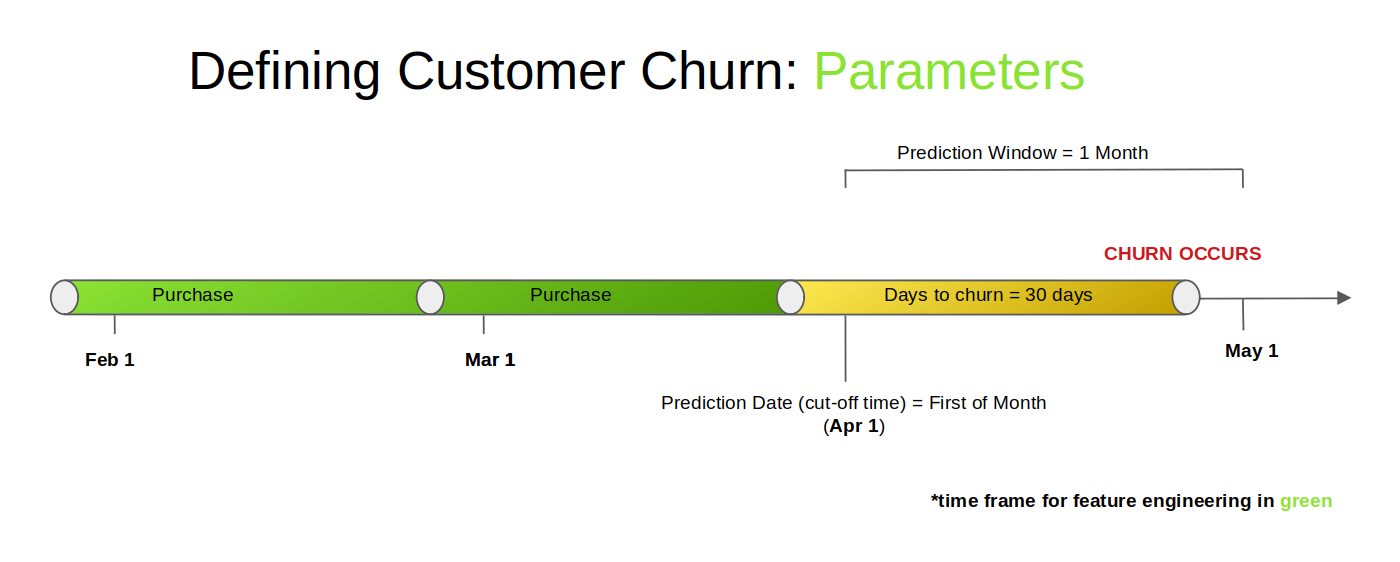 Defining Customer Churn: Parameters
Prediction Window = 1 Month
CHURN OCCURS
Purchase
Purchase
Days to churn = 30 days
Feb 1
Mar 1
May 1
Prediction Date (cut-off time) = First of Month
(Apr 1)
*time frame for feature engineering in green